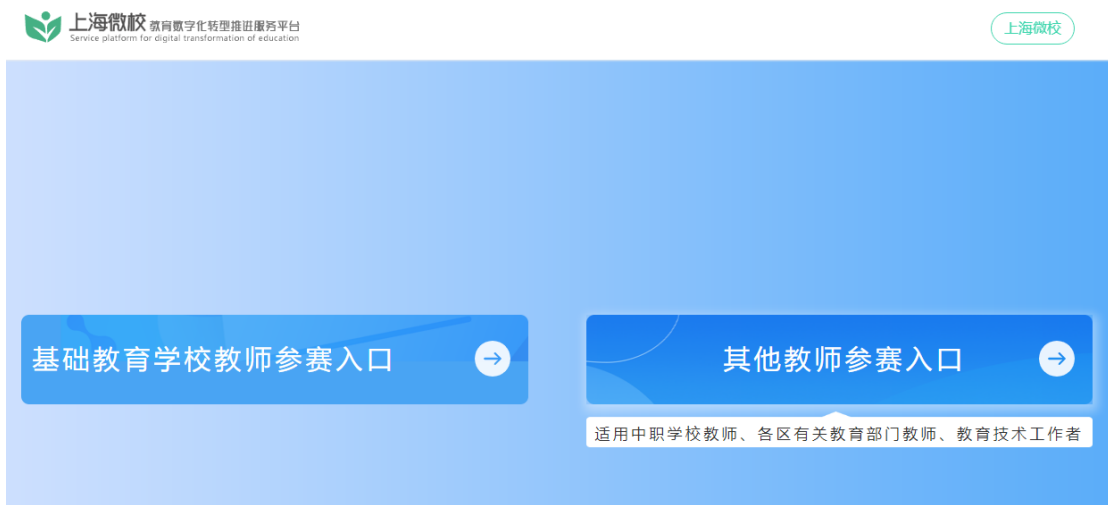 上海微校 教育数字化转型推进服务平台
Service platform for digital transformation of education
上海微校
基础教育学校教师参赛入口
其他教师参赛入口
适用中职学校教师、各区有关教育部门教师、教育技术工作者